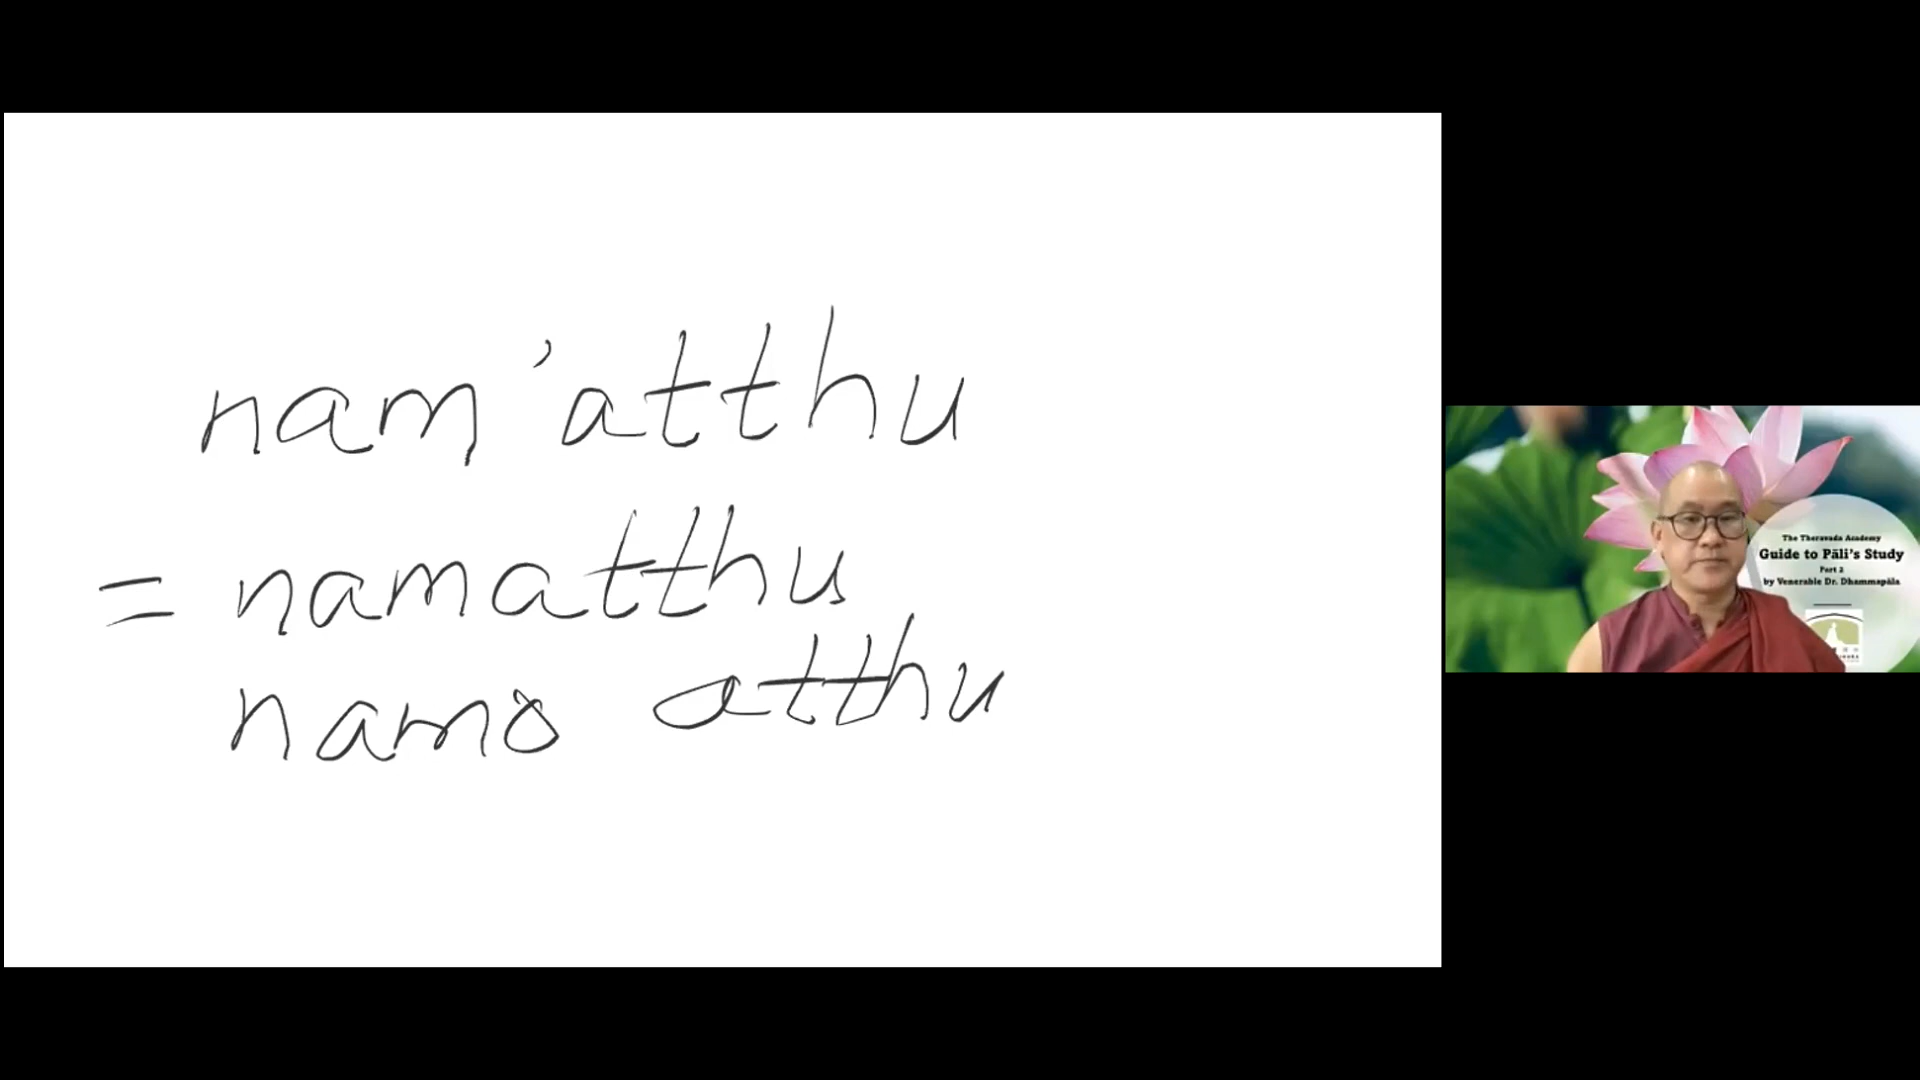 nam'atthu
= namatthu
namo atthu
The Theravada Academy
Guide to Pāli's Study
Part 2
by Venerable Dr. Dhammapāla